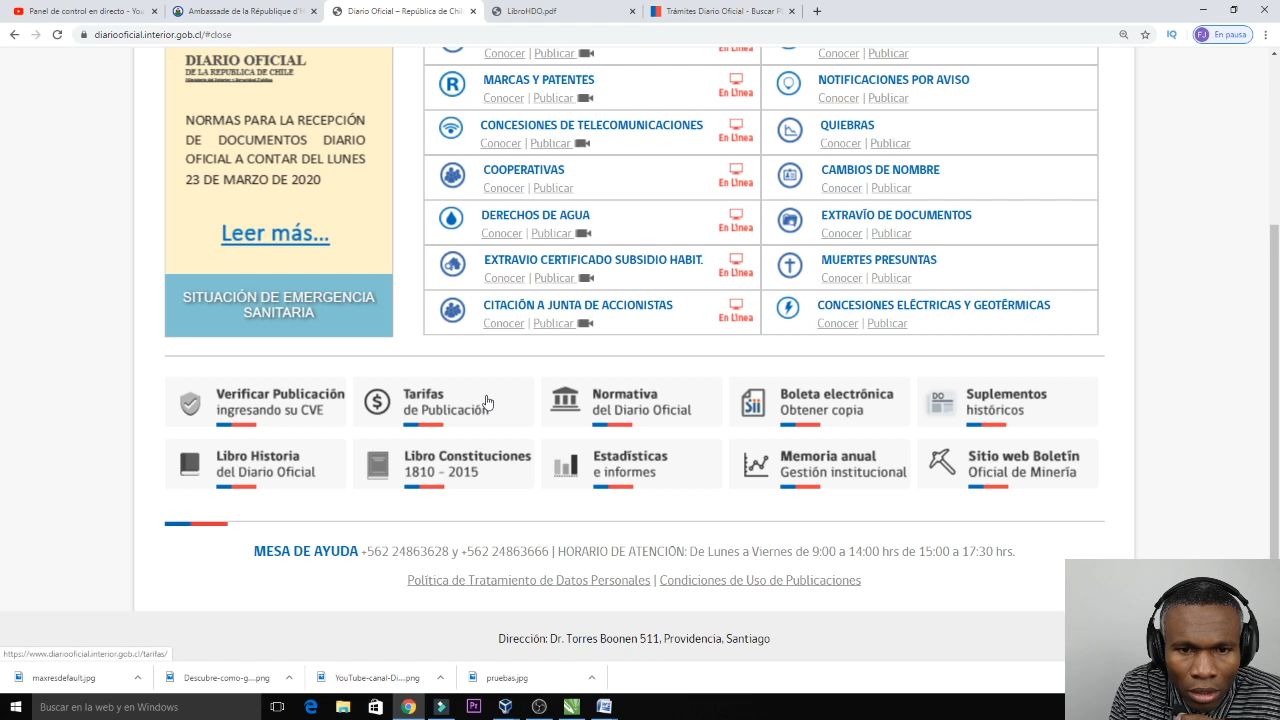 Panel de control en directo - You
Ambassade de la République d'H
Diario Oficial - República de Chile
LibroHDO.pdf
Trámites Diario Oficial - Buscar PC
diariooficial.interior.gob.cl/#close
IQ
FJ
En pausa
DIARIO OFICIAL
DE LA REPUBLICA DE CHILE
NORMAS PARA LA RECEPCIÓN
DE DOCUMENTOS DIARIO
OFICIAL A CONTAR DEL LUNES
23 DE MARZO DE 2020
Leer más...
SITUACIÓN DE EMERGENCIA
SANITARIA
Conocer | Publicar
En Línea
Conocer | Publicar
MARCAS Y PATENTES
Conocer | Publicar
En Línea
NOTIFICACIONES POR AVISO
Conocer | Publicar
CONCESIONES DE TELECOMUNICACIONES
Conocer | Publicar
En Línea
QUIEBRAS
Conocer | Publicar
COOPERATIVAS
Conocer | Publicar
En Línea
CAMBIOS DE NOMBRE
Conocer | Publicar
DERECHOS DE AGUA
Conocer | Publicar
En Línea
EXTRAVÍO DE DOCUMENTOS
Conocer | Publicar
EXTRAVIO CERTIFICADO SUBSIDIO HABIT.
Conocer | Publicar
En Línea
MUERTES PRESUNTAS
Conocer | Publicar
CITACIÓN A JUNTA DE ACCIONISTAS
Conocer | Publicar
En Línea
CONCESIONES ELÉCTRICAS Y GEOTÉRMICAS
Conocer | Publicar
Verificar Publicación
ingresando su CVE
Tarifas
de Publicación
Normativa
del Diario Oficial
Sii
Boleta electrónica
Obtener copia
DO
Suplementos
históricos
Libro Historia
del Diario Oficial
Libro Constituciones
1810 - 2015
Estadísticas
e informes
Memoria anual
Gestión institucional
Sitio web Boletín
Oficial de Minería
MESA DE AYUDA +562 24863628 y +562 24863666 | HORARIO DE ATENCIÓN: De Lunes a Viernes de 9:00 a 14:00 hrs de 15:00 a 17:30 hrs.
Política de Tratamiento de Datos Personales | Condiciones de Uso de Publicaciones
Dirección: Dr. Torres Boonen 511, Providencia, Santiago
https://www.diariooficial.interior.gob.cl/tarifas/
maxresdefault.jpg
Descubre-como-g....png
YouTube-canal-Di....png
pruebas.jpg
Buscar en la web y en Windows